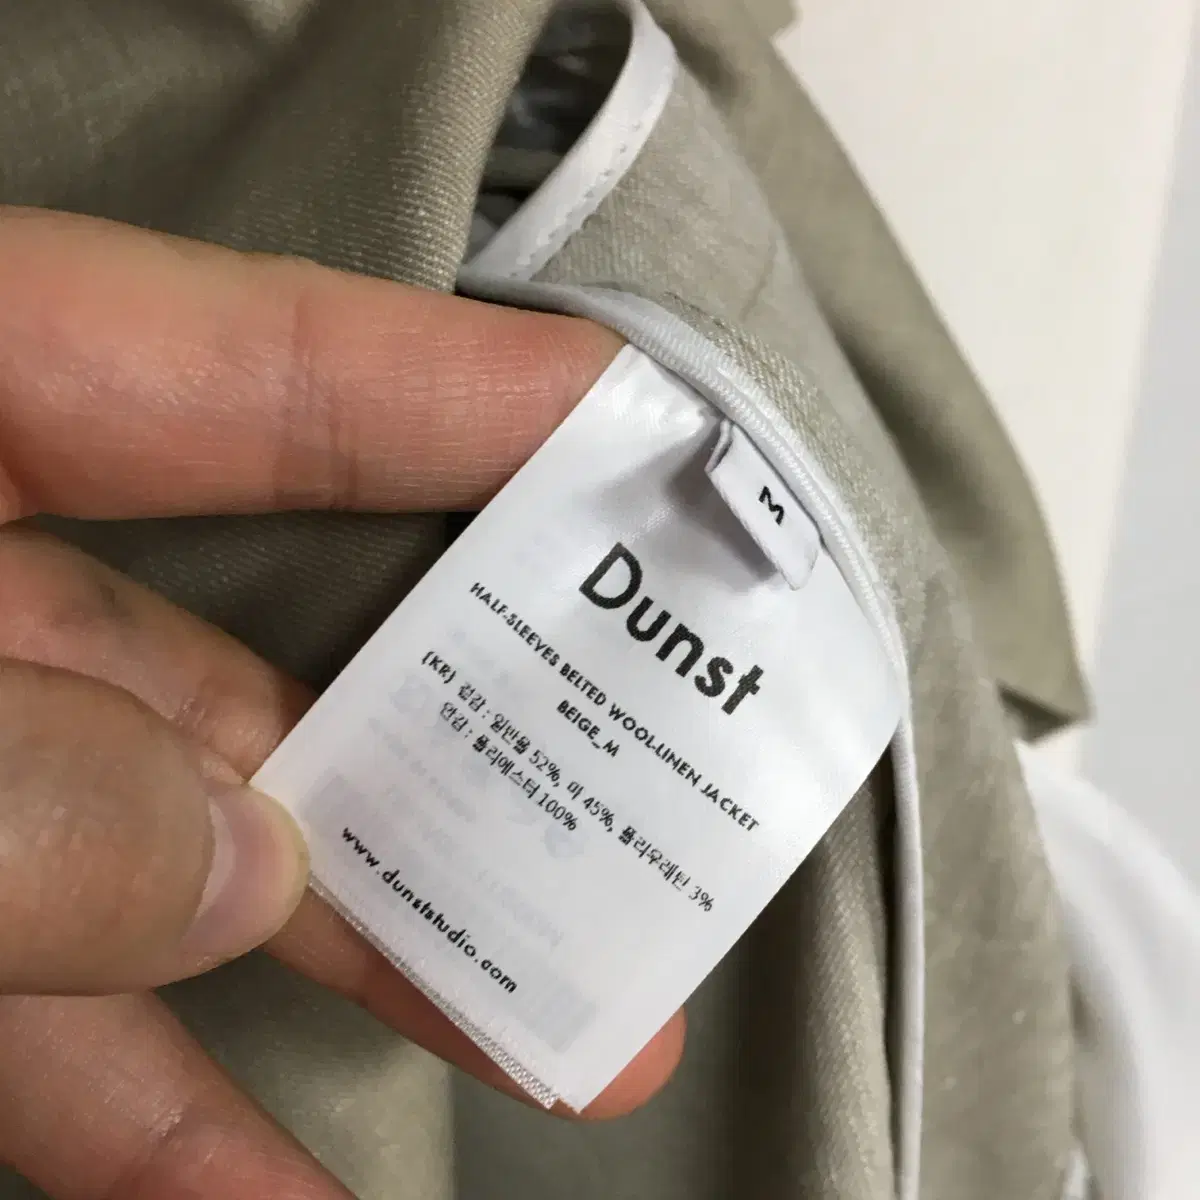 M
Dunst
HALF-SLEEVES BELTED WOOL-LINEN JACKET
BEIGE_M
(KR) 겉감 : 일반울 52%, 마 45%, 폴리우레탄 3%
안감 : 폴리에스터 100%
www.dunststudio.com